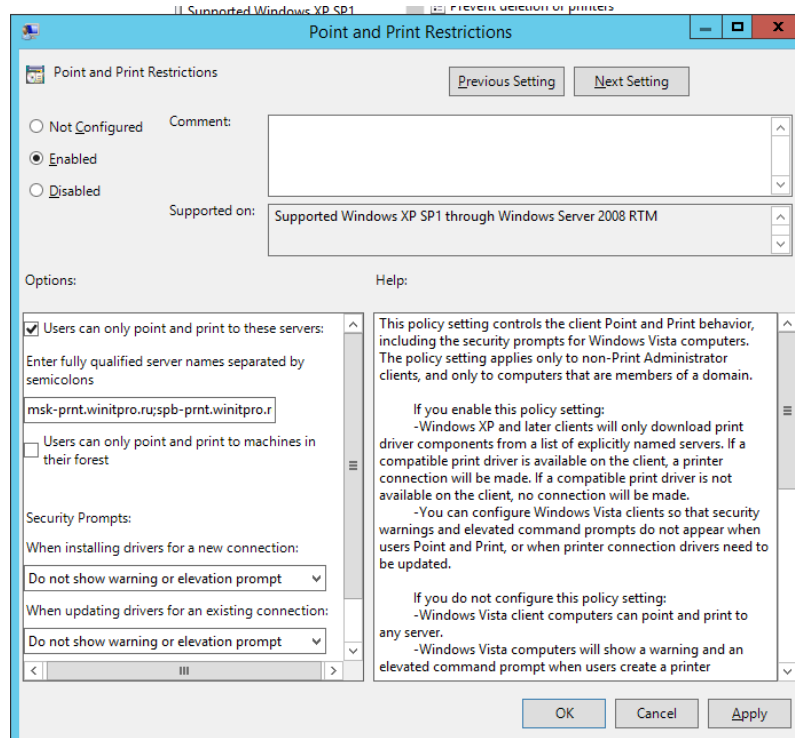 Supported Windows XP SP1
Prevent deletion of printers
Point and Print Restrictions
Point and Print Restrictions
Previous Setting
Next Setting
Not Configured
Comment:
Enabled
Disabled
Supported on:
Supported Windows XP SP1 through Windows Server 2008 RTM
Options:
Help:
Users can only point and print to these servers:
Enter fully qualified server names separated by
semicolons
msk-prnt.winitpro.ru;spb-prnt.winitpro.r
Users can only point and print to machines in
their forest
Security Prompts:
When installing drivers for a new connection:
Do not show warning or elevation prompt
When updating drivers for an existing connection:
Do not show warning or elevation prompt
This policy setting controls the client Point and Print behavior,
including the security prompts for Windows Vista computers.
The policy setting applies only to non-Print Administrator
clients, and only to computers that are members of a domain.
If you enable this policy setting:
-Windows XP and later clients will only download print
driver components from a list of explicitly named servers. If a
compatible print driver is available on the client, a printer
connection will be made. If a compatible print driver is not
available on the client, no connection will be made.
-You can configure Windows Vista clients so that security
warnings and elevated command prompts do not appear when
users Point and Print, or when printer connection drivers need to
be updated.
If you do not configure this policy setting:
-Windows Vista client computers can point and print to
any server.
-Windows Vista computers will show a warning and an
elevated command prompt when users create a printer
OK
Cancel
Apply